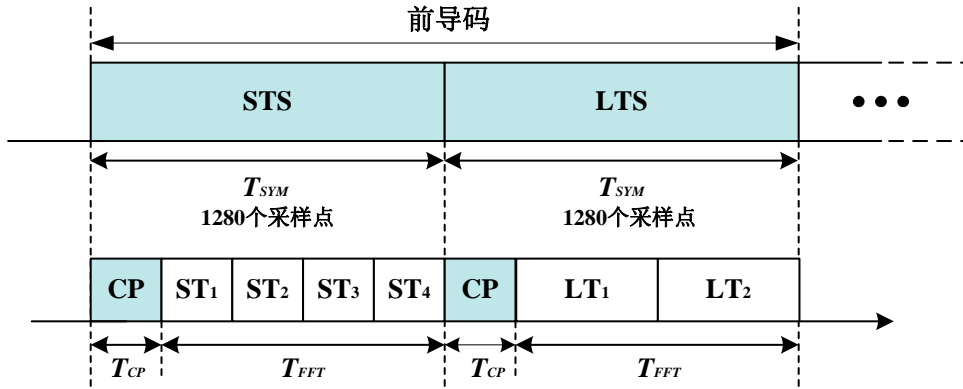 前导码
STS LTS
T_SYM T_SYM
1280个采样点 1280个采样点
CP ST₁ ST₂ ST₃ ST₄ CP LT₁ LT₂
T_CP T_FFT T_CP T_FFT